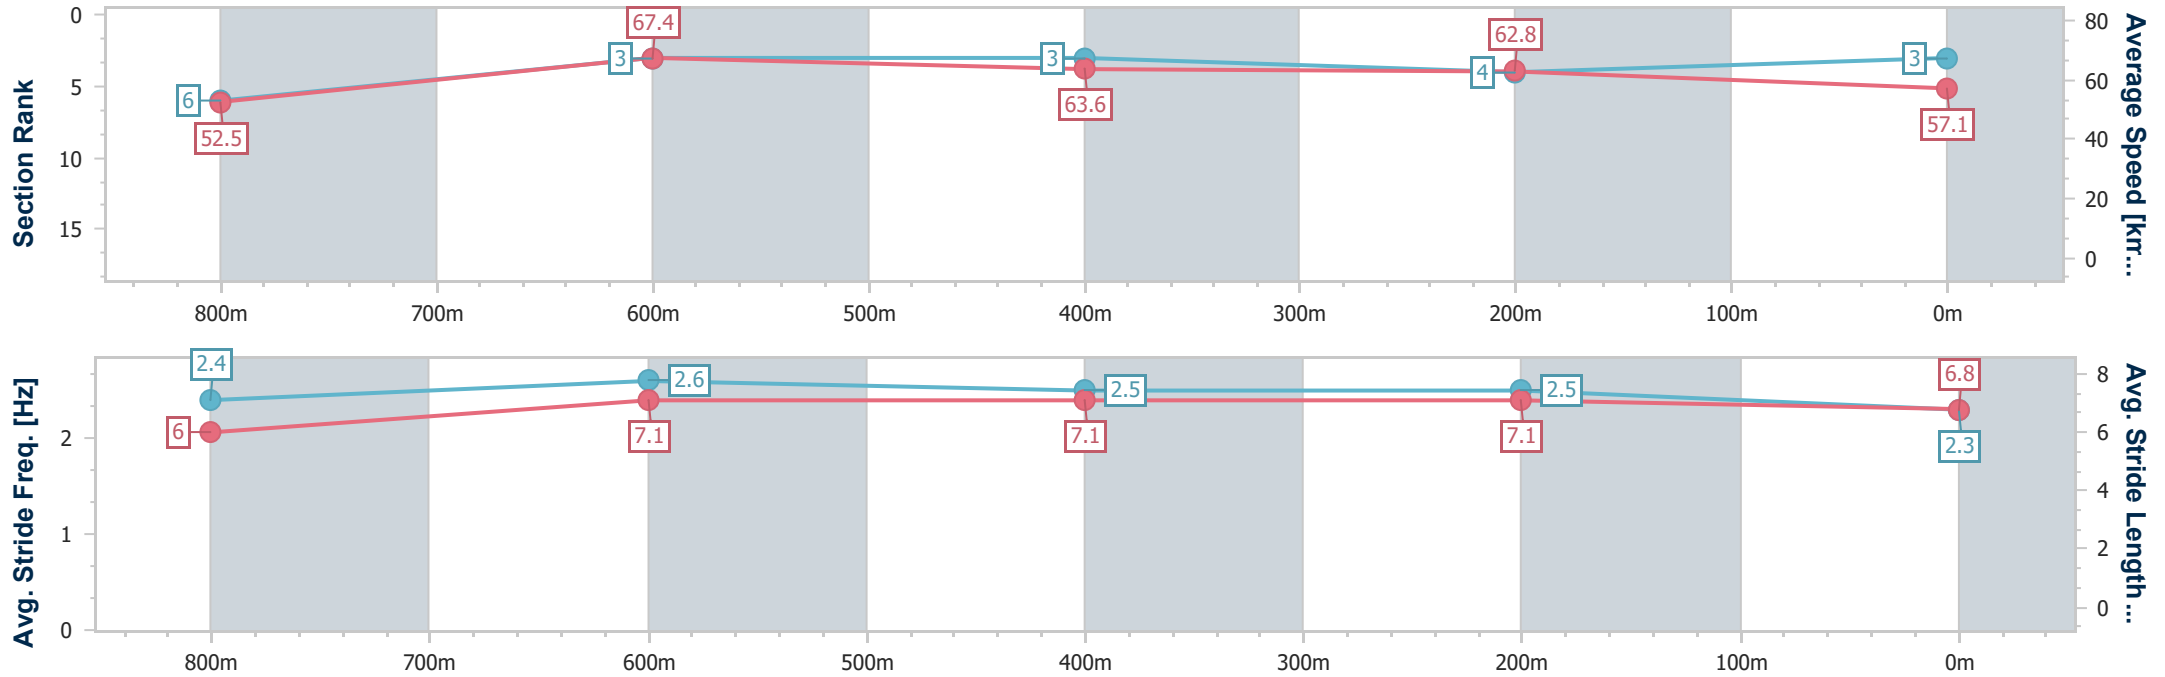 Section Rank
0
5
10
15
6
52.5
3
67.4
3
63.6
4
62.8
3
57.1
80
60
40
20
0
Average Speed [km...
800m
700m
600m
500m
400m
300m
200m
100m
0m
Avg. Stride Freq. [Hz]
2
1
0
2.4
6
2.6
7.1
2.5
7.1
2.5
7.1
6.8
2.3
8
6
4
2
0
Avg. Stride Length ...
800m
700m
600m
500m
400m
300m
200m
100m
0m